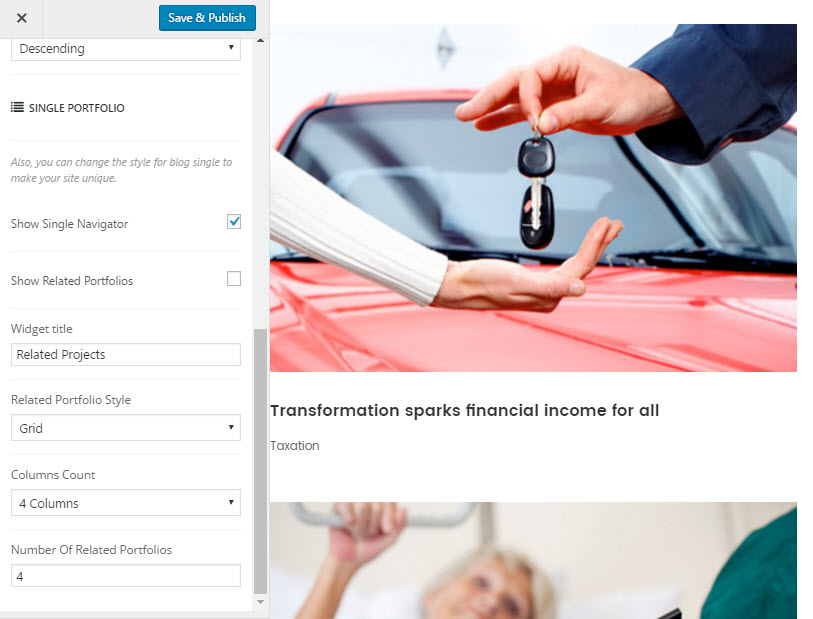 Save & Publish
Descending
SINGLE PORTFOLIO
Also, you can change the style for blog single to
make your site unique.
Show Single Navigator
Show Related Portfolios
Widget title
Related Projects
Related Portfolio Style
Grid
Columns Count
4 Columns
Number Of Related Portfolios
4
Transformation sparks financial income for all
Taxation